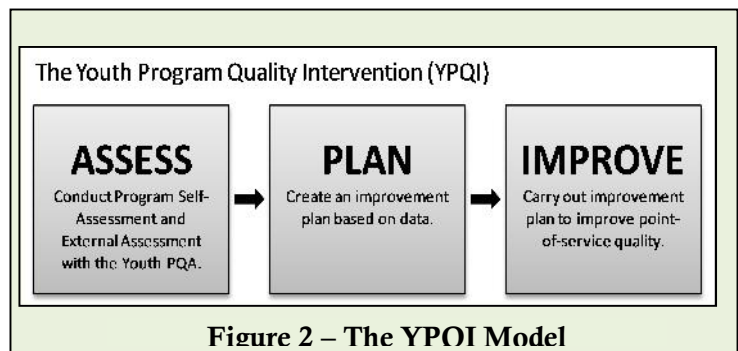 The Youth Program Quality Intervention (YPQI)
ASSESS
Conduct Program Self-
Assessment and
External Assessment
with the Youth PQA.
PLAN
Create an improvement
plan based on data.
IMPROVE
Carry out improvement
plan to improve point-
of-service quality.
Figure 2 – The YPQI Model